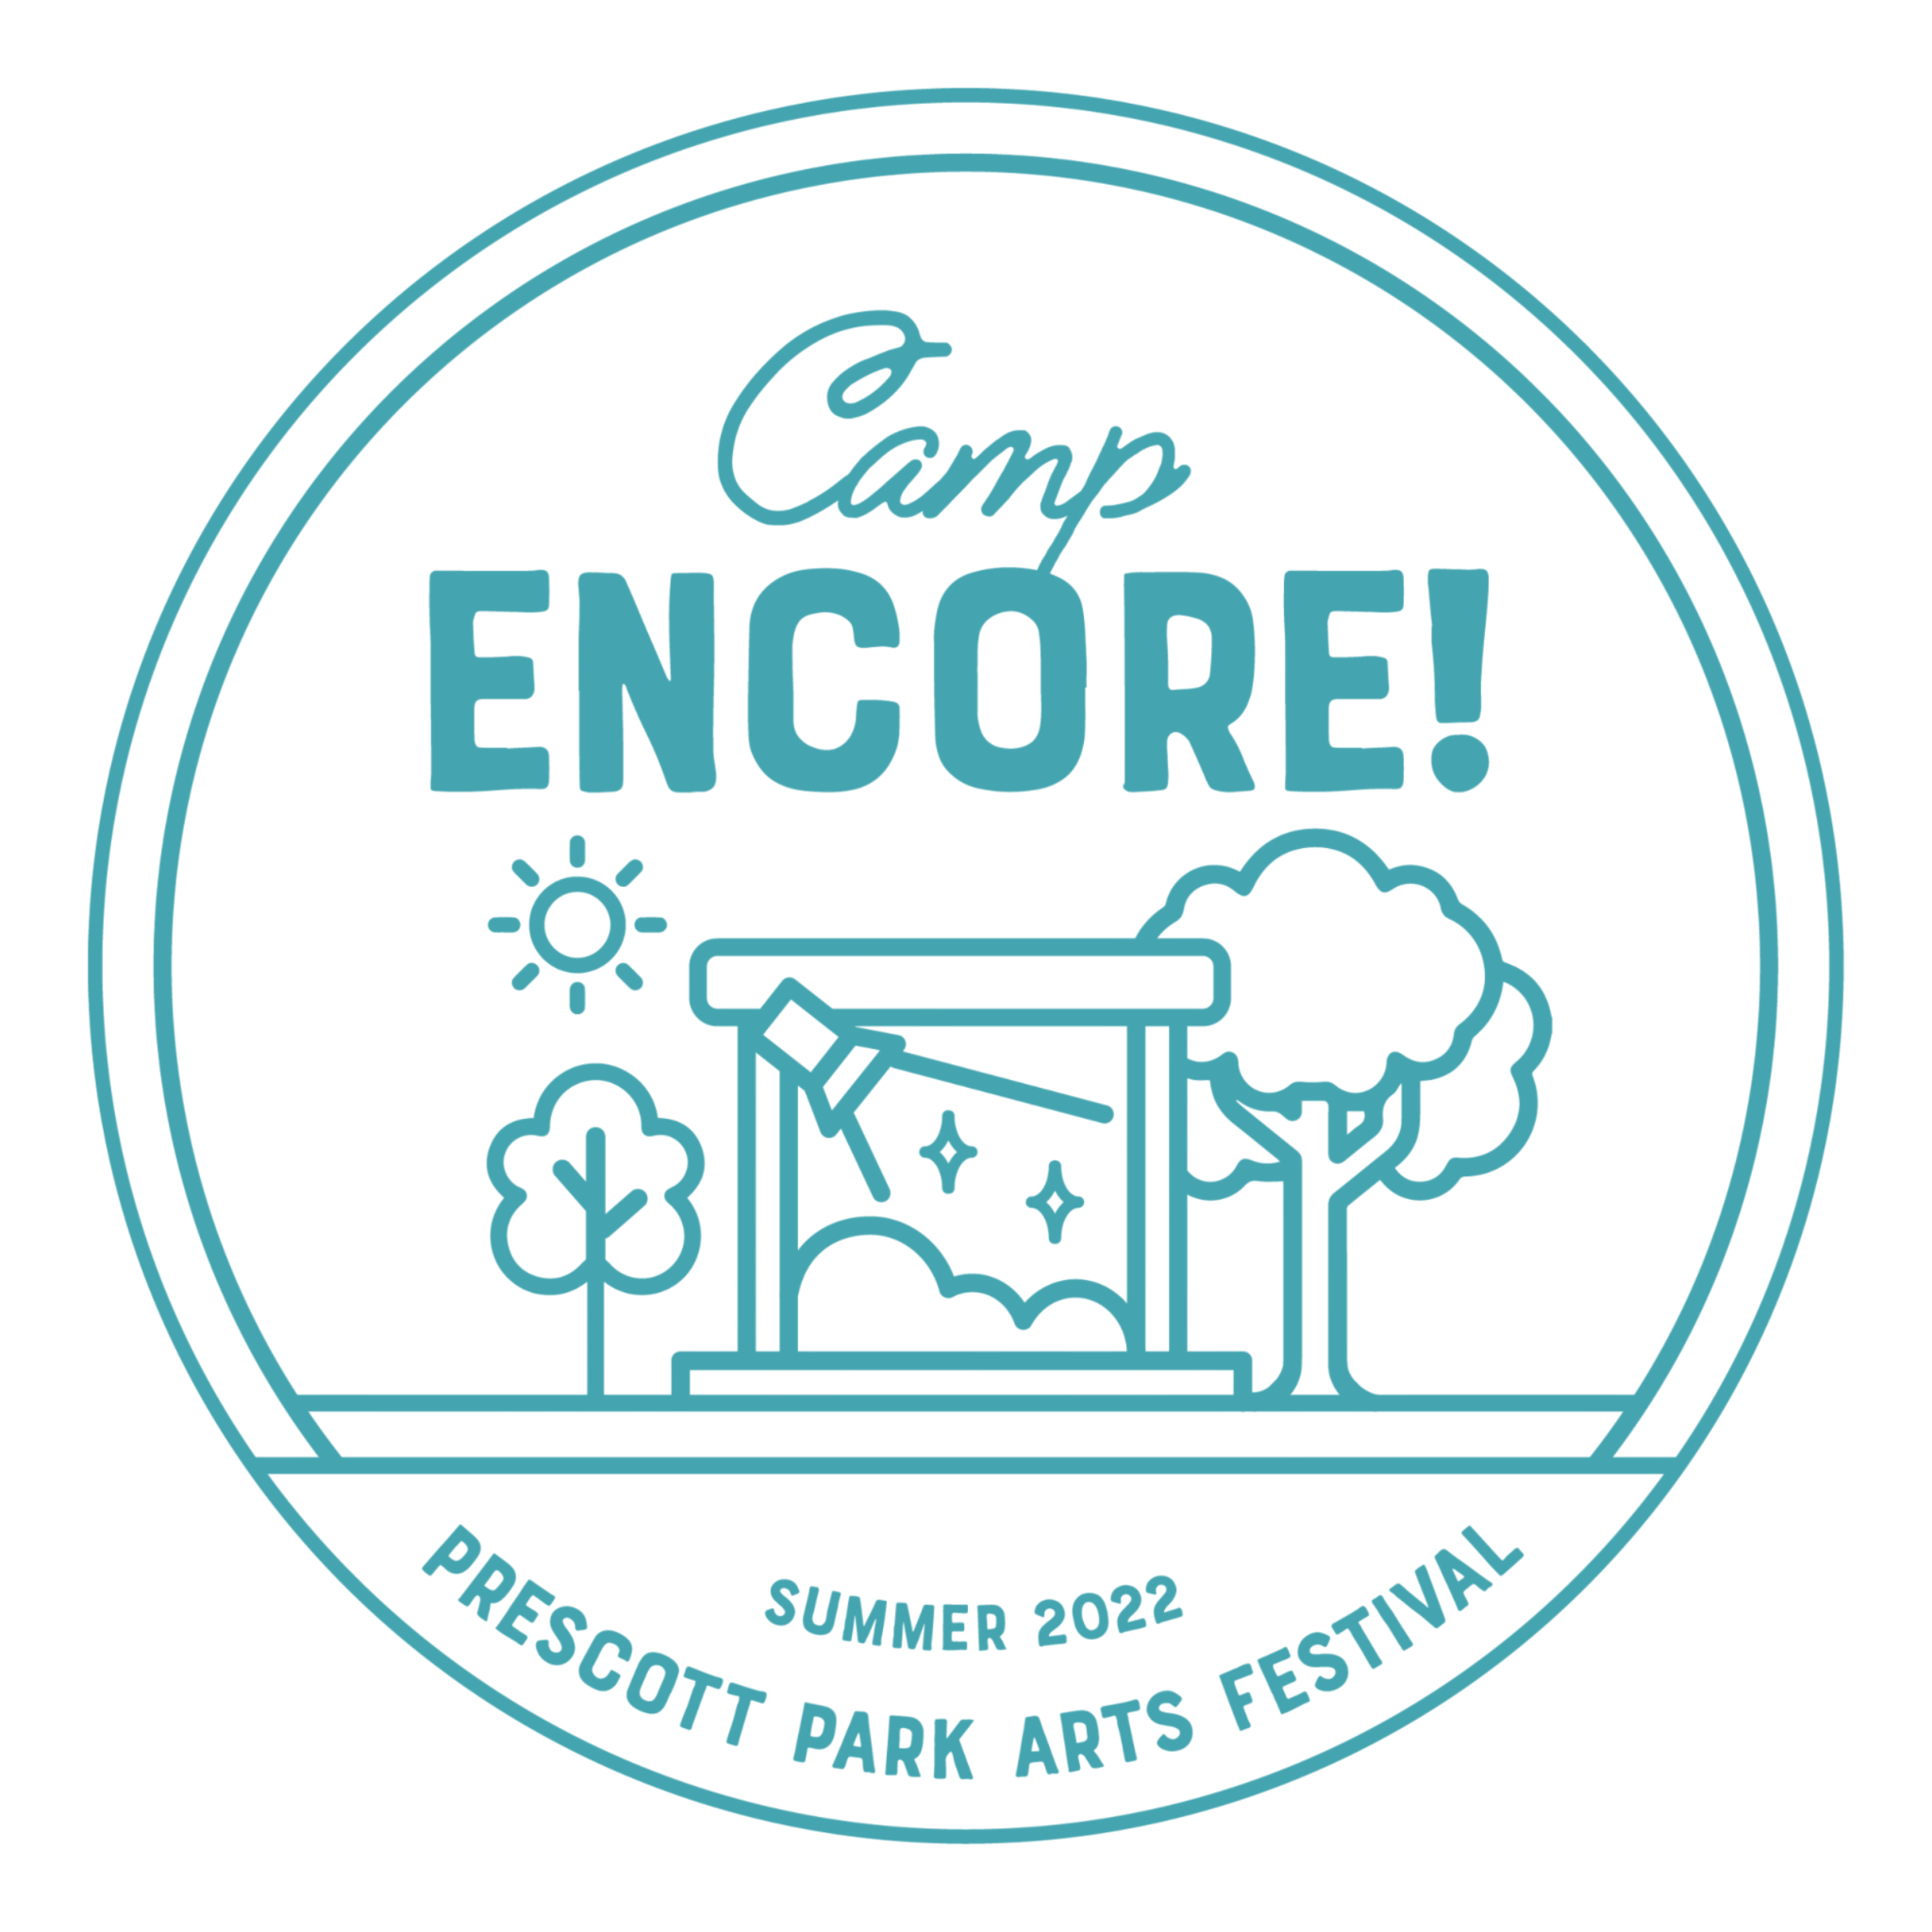 Camp
ENCORE!
SUMMER 2022
PRESCOTT PARK ARTS FESTIVAL